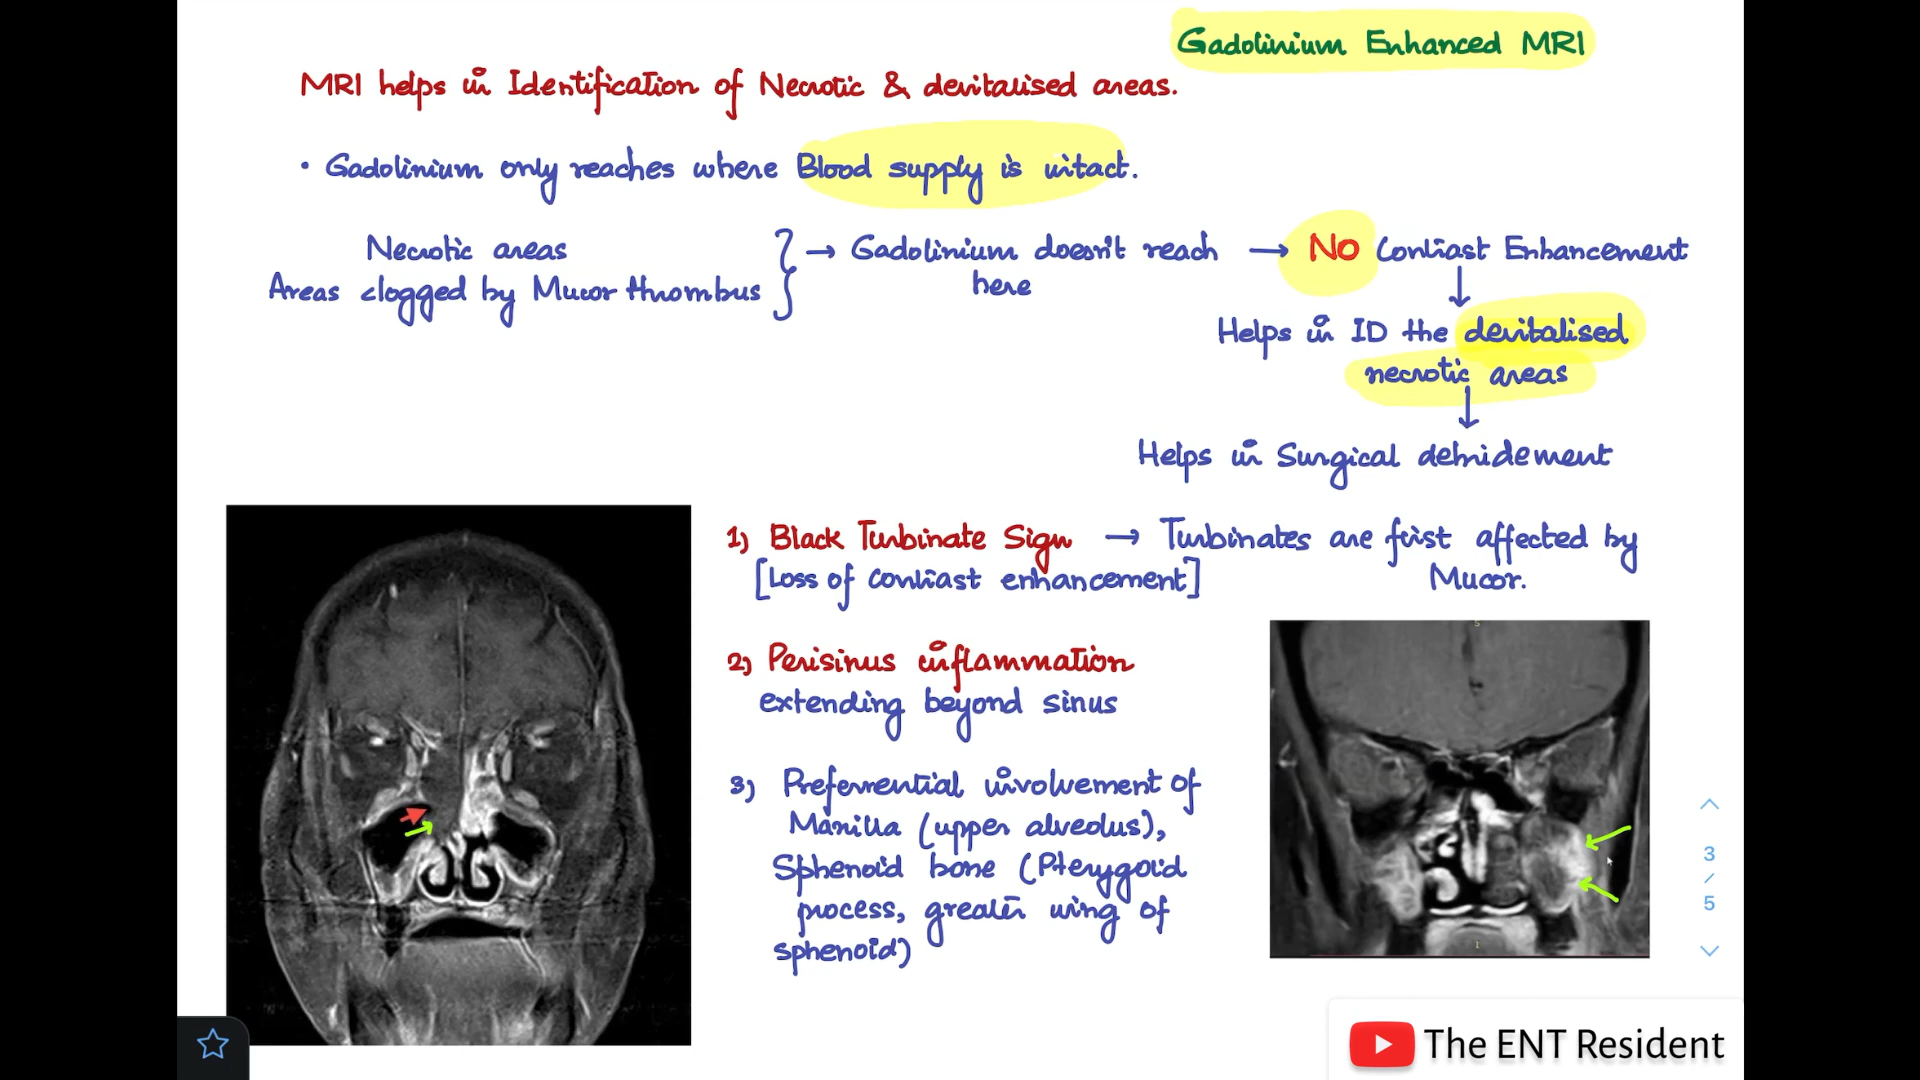 Gadolinium Enhanced MRI
MRI helps in Identification of Necrotic & devitalised areas.
• Gadolinium only reaches where Blood supply is intact.
Necrotic areas
Areas clogged by Mucor thrombus
→ Gadolinium doesn't reach here
→ NO Contrast Enhancement
↓
Helps in ID the devitalised
necrotic areas
↓
Helps in Surgical debridement
1) Black Turbinate Sign → Turbinates are first affected by
[Loss of contrast enhancement] Mucor.
2) Perisinus inflammation
extending beyond sinus
3) Preferrential involvement of
Maxilla (upper alveolus),
Sphenoid bone (Pterygoid
process, greater wing of
sphenoid)
S
I
3
/
5
The ENT Resident